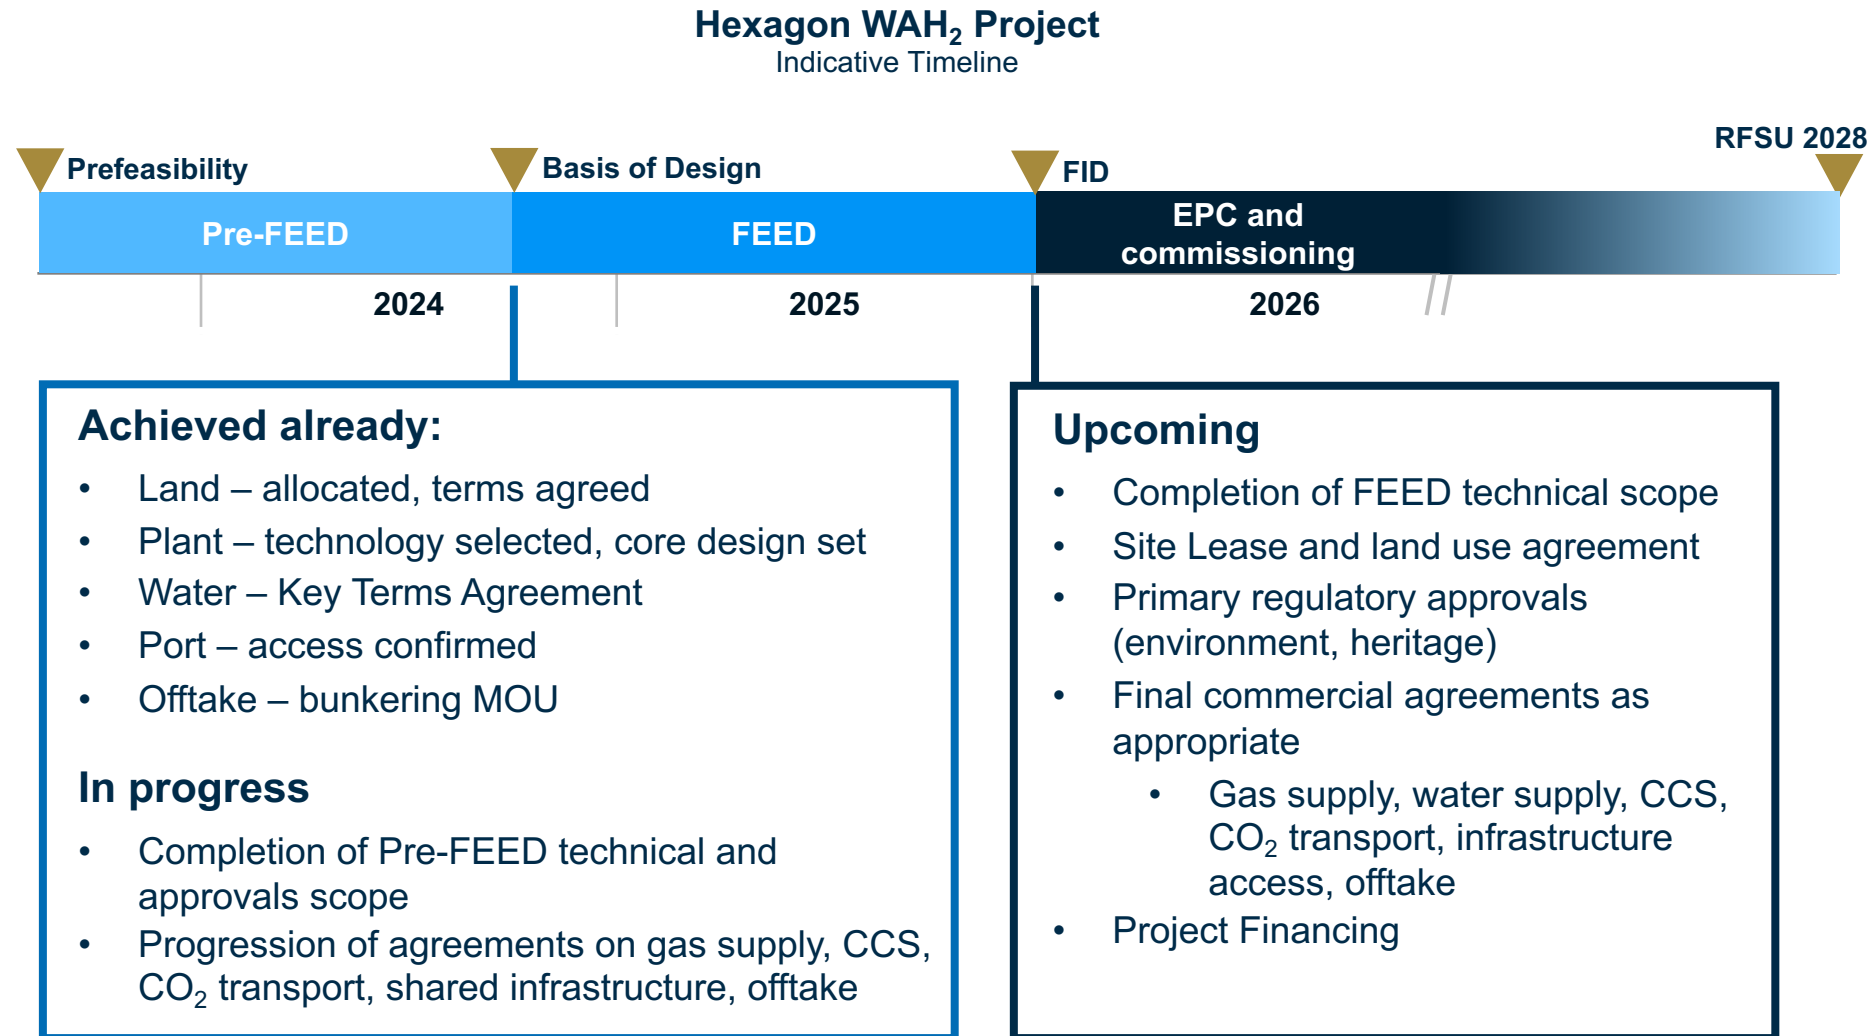 Hexagon WAH₂ Project
Indicative Timeline
RFSU 2028
Prefeasibility
Basis of Design
FID
Pre-FEED
FEED
EPC and
commissioning
2024
2025
2026
Achieved already:
• Land – allocated, terms agreed
• Plant – technology selected, core design set
• Water – Key Terms Agreement
• Port – access confirmed
• Offtake – bunkering MOU
In progress
• Completion of Pre-FEED technical and
approvals scope
• Progression of agreements on gas supply, CCS,
CO₂ transport, shared infrastructure, offtake
Upcoming
• Completion of FEED technical scope
• Site Lease and land use agreement
• Primary regulatory approvals
(environment, heritage)
• Final commercial agreements as
appropriate
• Gas supply, water supply, CCS,
CO₂ transport, infrastructure
access, offtake
• Project Financing